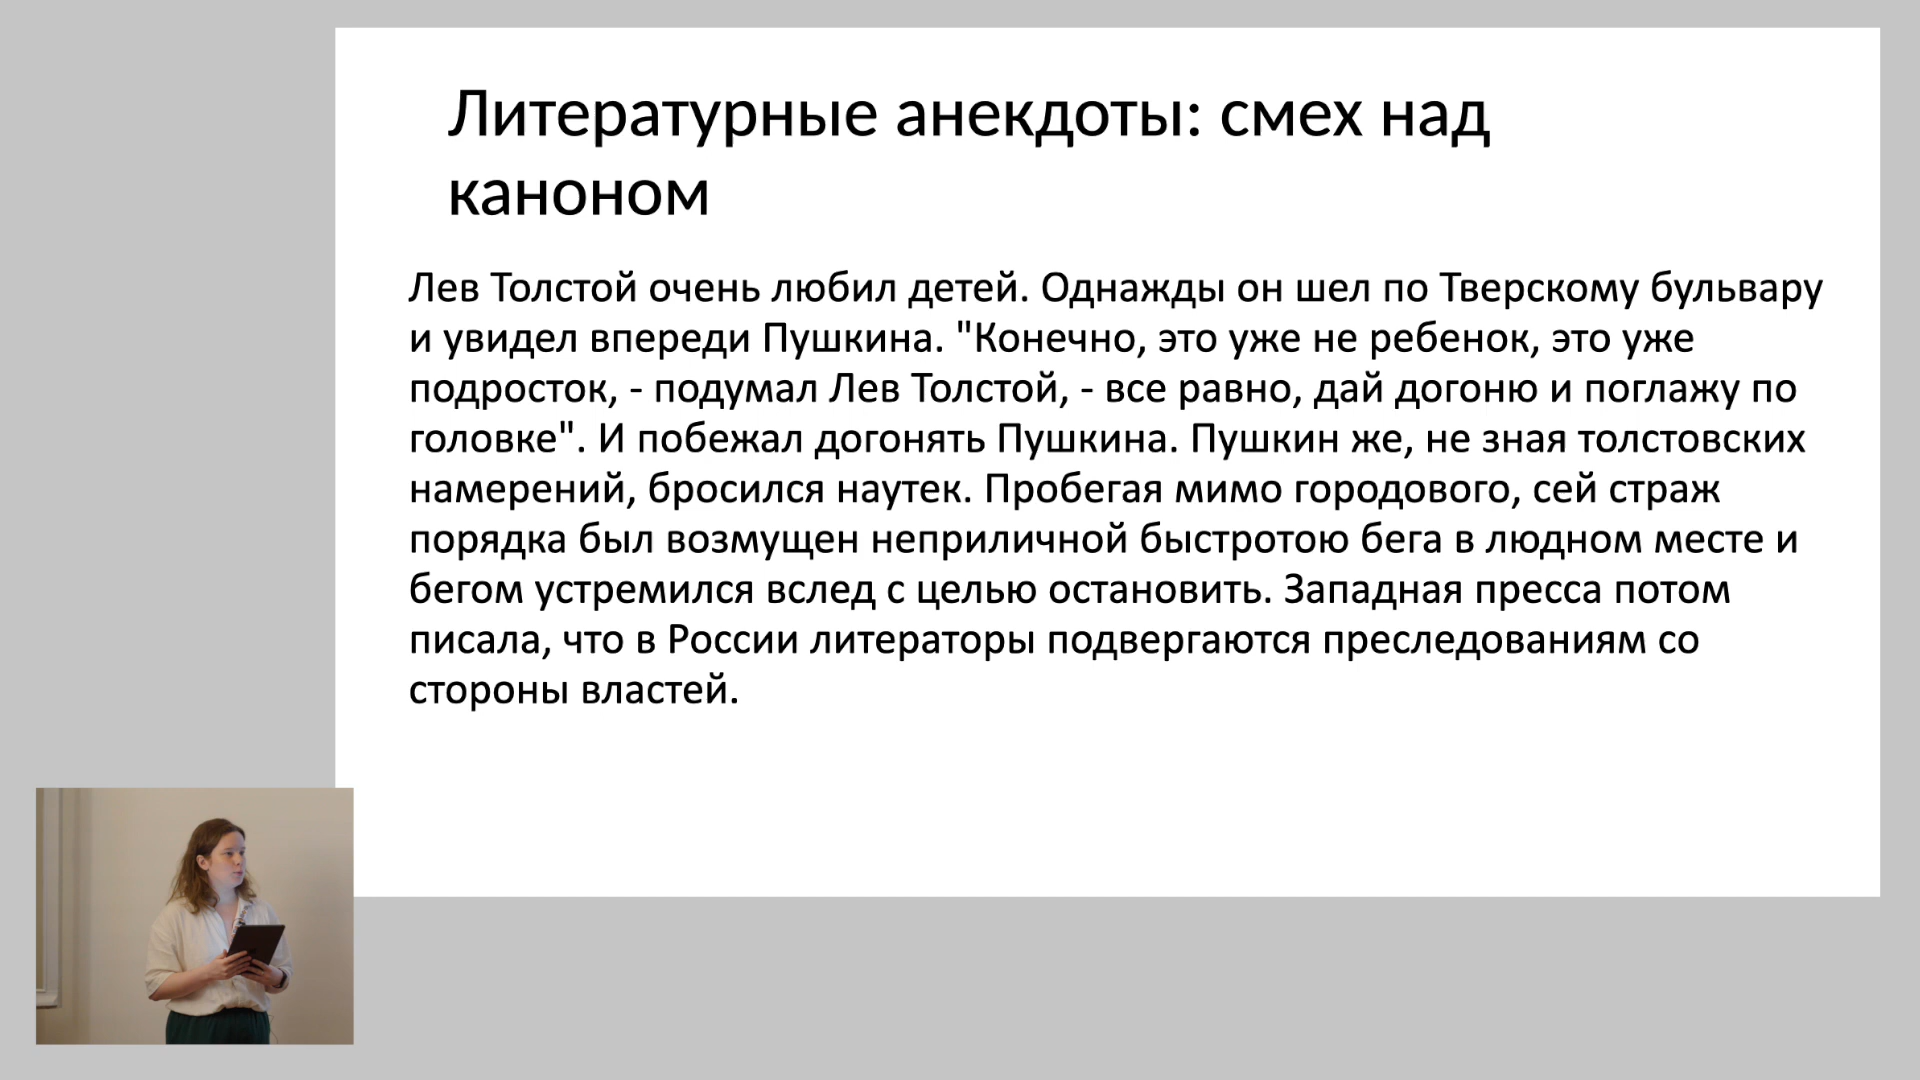 Литературные анекдоты: смех над
каноном
Лев Толстой очень любил детей. Однажды он шел по Тверскому бульвару
и увидел впереди Пушкина. "Конечно, это уже не ребенок, это уже
подросток, - подумал Лев Толстой, - все равно, дай догоню и поглажу по
головке". И побежал догонять Пушкина. Пушкин же, не зная толстовских
намерений, бросился наутек. Пробегая мимо городового, сей страж
порядка был возмущен неприличной быстротою бега в людном месте и
бегом устремился вслед с целью остановить. Западная пресса потом
писала, что в России литераторы подвергаются преследованиям со
стороны властей.